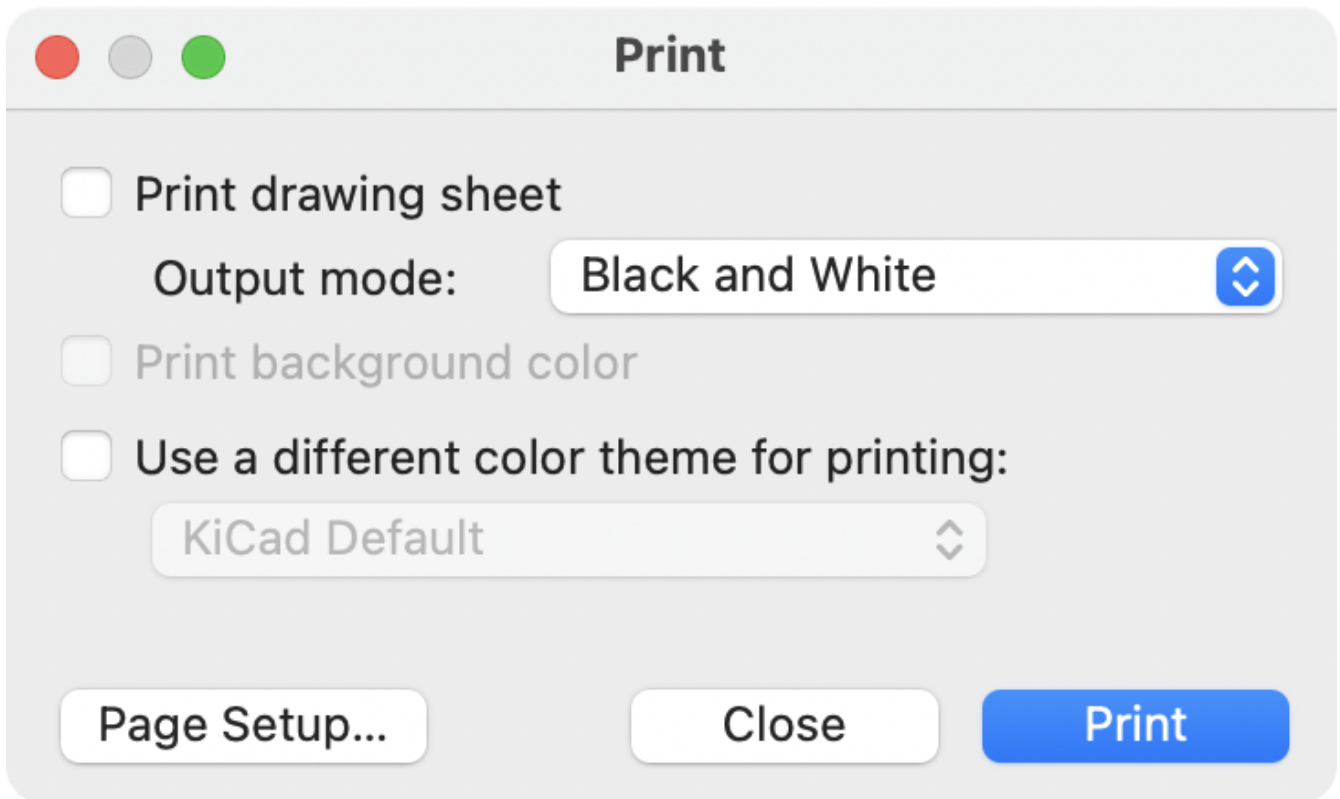 Print
Print drawing sheet
Output mode: Black and White
Print background color
Use a different color theme for printing:
KiCad Default
Page Setup... Close Print